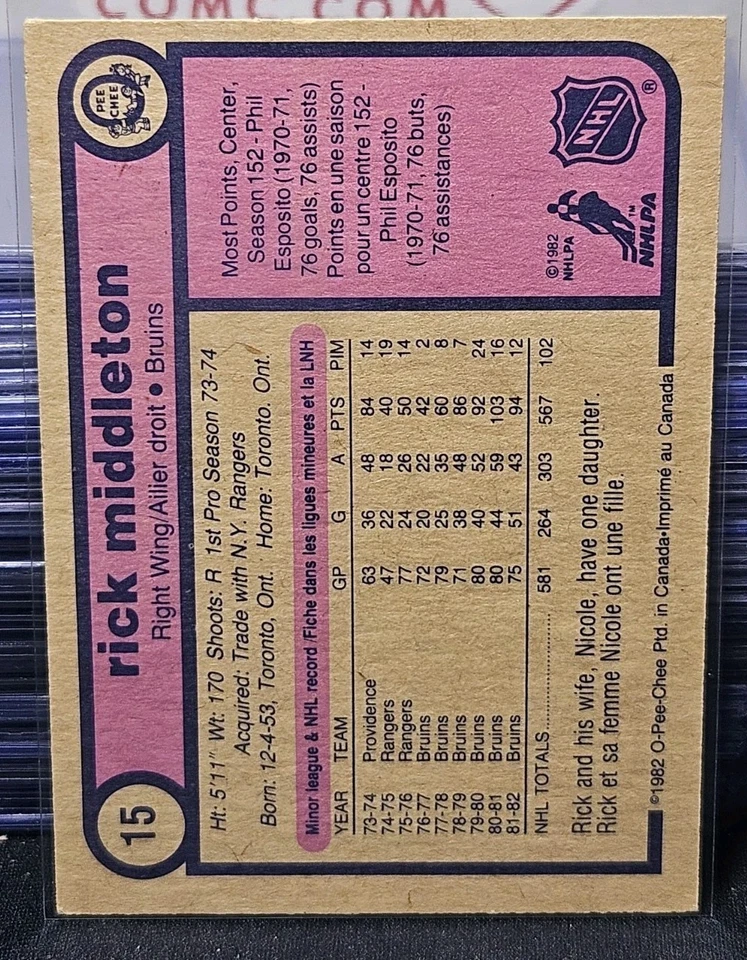 COMC.COM
15
rick middleton
Right Wing/Ailier droit • Bruins
O PEE CHEE
Ht: 5'11" Wt: 170 Shoots: R 1st Pro Season 73-74
Acquired: Trade with N.Y. Rangers
Born: 12-4-53, Toronto, Ont. Home: Toronto. Ont.
Minor league & NHL record/Fiche dans les ligues mineures et la LNH
YEAR TEAM GP G A PTS PIM
73-74 Providence 63 36 48 84 14
74-75 Rangers 47 22 18 40 19
75-76 Rangers 77 24 26 50 14
76-77 Bruins 72 20 22 42 2
77-78 Bruins 79 25 35 60 8
78-79 Bruins 71 38 48 86 7
79-80 Bruins 80 40 52 92 24
80-81 Bruins 80 44 59 103 16
81-82 Bruins 75 51 43 94 12
NHL TOTALS.................... 581 264 303 567 102
Rick and his wife, Nicole, have one daughter.
Rick et sa femme Nicole ont une fille.
Most Points, Center,
Season 152 - Phil
Esposito (1970-71,
76 goals, 76 assists)
Points en une saison
pour un centre 152 -
Phil Esposito
(1970-71, 76 buts,
76 assistances)
©1982
NHLPA
NHLPA™
NHL®
©1982 O-Pee-Chee Ptd. in Canada•Imprimé au Canada